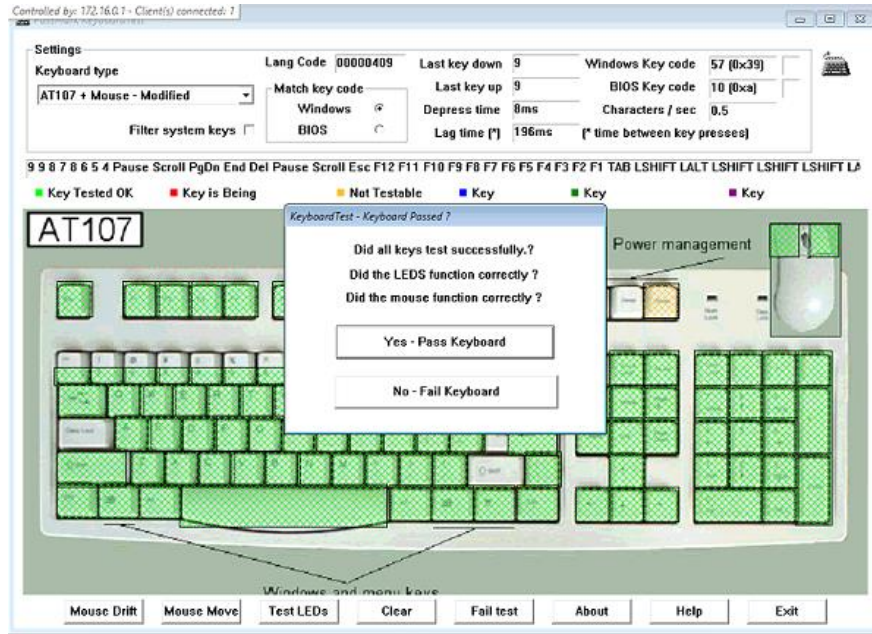 Controlled by: 172.16.0.1 - Client(s) connected: 1
Settings
Keyboard type
AT107 + Mouse - Modified
Filter system keys
Lang Code 00000409
Match key code
Windows
BIOS
Last key down 9
Last key up 9
Depress time 8ms
Lag time (*) 196ms
Windows Key code 57 (0x39)
BIOS Key code 10 (0xa)
Characters / sec 0.5
(* time between key presses)
9 9 8 7 8 6 5 4 Pause Scroll PgDn End Del Pause Scroll Esc F12 F11 F10 F9 F8 F7 F6 F5 F4 F3 F2 F1 TAB LSHIFT LALT LSHIFT LSHIFT LSHIFT LA
Key Tested OK Key is Being Not Testable Key Key Key
AT107
KeyboardTest - Keyboard Passed ?
Did all keys test successfully.?
Did the LEDS function correctly ?
Did the mouse function correctly ?
Yes - Pass Keyboard
No - Fail Keyboard
Power management
Windows and menu keys
Mouse Drift Mouse Move Test LEDs Clear Fail test About Help Exit